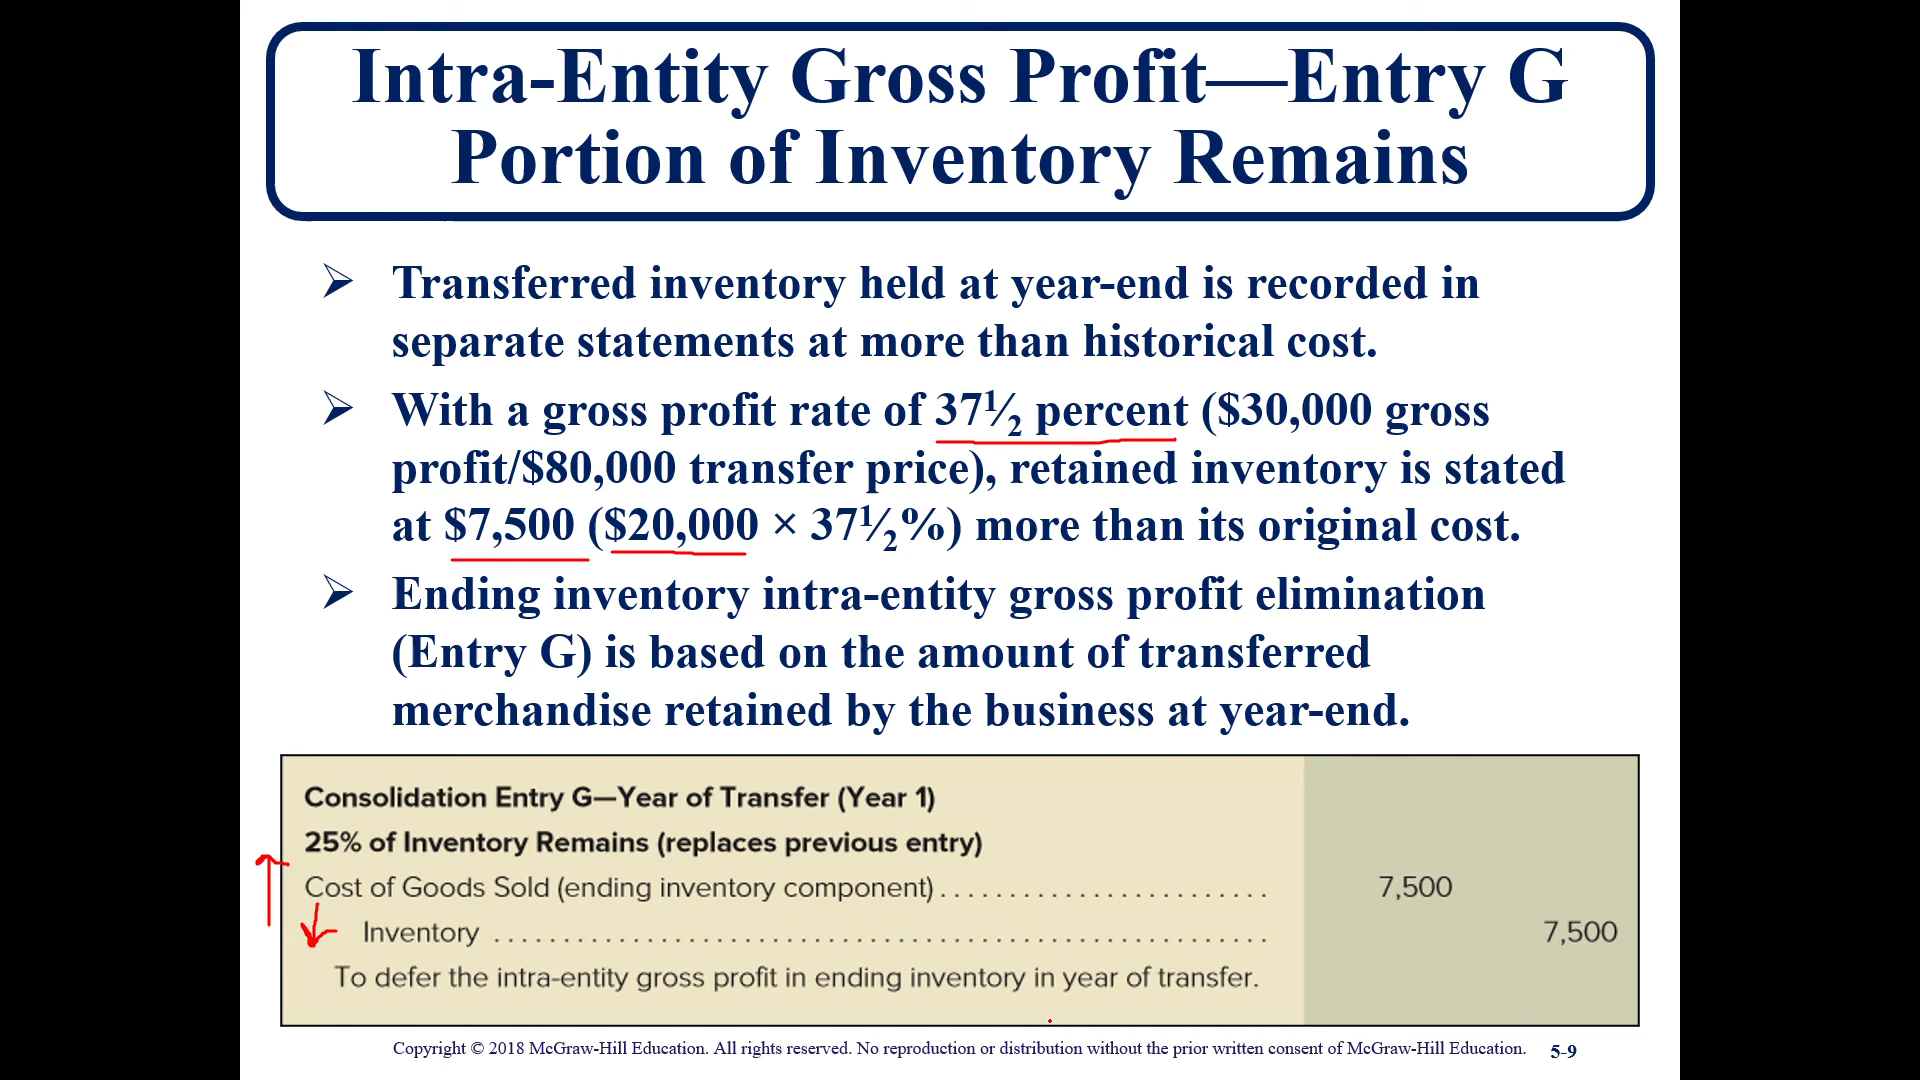 Intra-Entity Gross Profit—Entry G
Portion of Inventory Remains
➢ Transferred inventory held at year-end is recorded in
separate statements at more than historical cost.
➢ With a gross profit rate of 37½ percent ($30,000 gross
profit/$80,000 transfer price), retained inventory is stated
at $7,500 ($20,000 × 37½%) more than its original cost.
➢ Ending inventory intra-entity gross profit elimination
(Entry G) is based on the amount of transferred
merchandise retained by the business at year-end.
Consolidation Entry G—Year of Transfer (Year 1)
25% of Inventory Remains (replaces previous entry)
Cost of Goods Sold (ending inventory component) . . . . . . . . . . . . . . . . . . . . . . . . 7,500
Inventory . . . . . . . . . . . . . . . . . . . . . . . . . . . . . . . . . . . . . . . . . . . . . . . . . . . . . . . . 7,500
To defer the intra-entity gross profit in ending inventory in year of transfer.
Copyright © 2018 McGraw-Hill Education. All rights reserved. No reproduction or distribution without the prior written consent of McGraw-Hill Education. 5-9